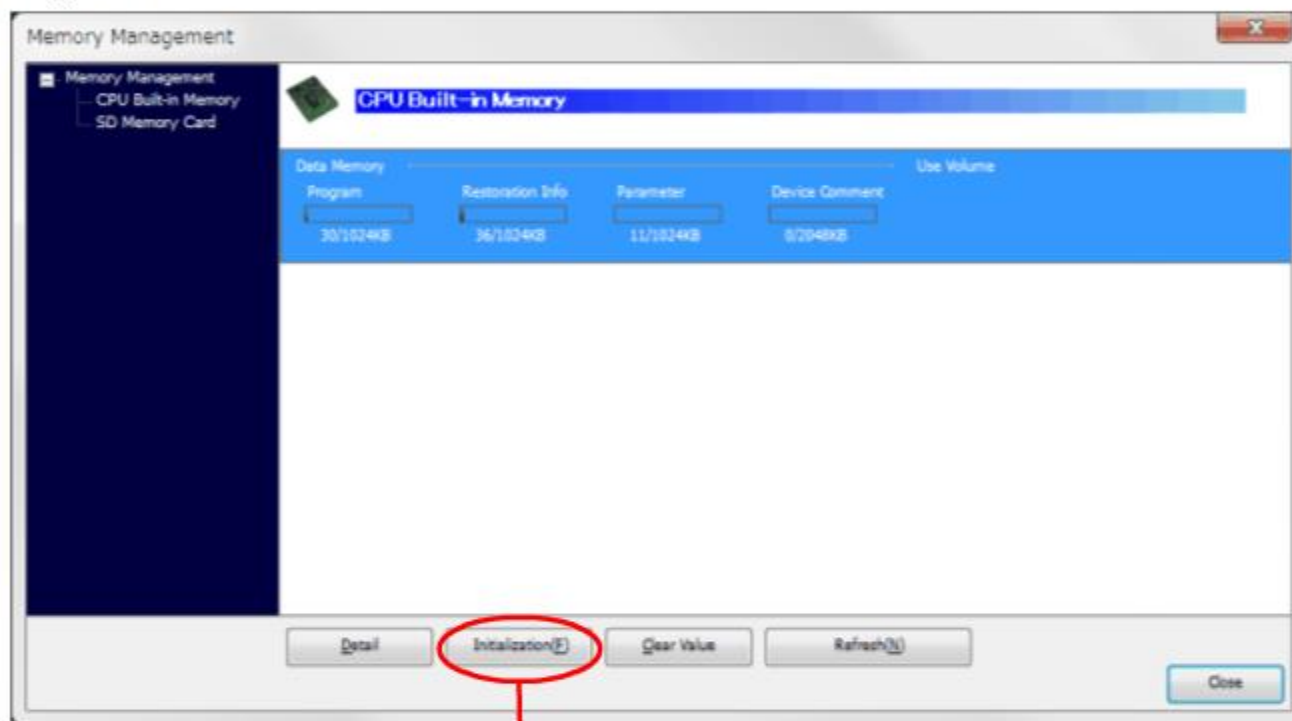 Memory Management
Memory Management
CPU Built-in Memory
SD Memory Card
CPU Built-in Memory
Data Memory
Use Volume
Program
Restoration Info
Parameter
Device Comment
30/1024KB
36/1024KB
11/1024KB
0/2048KB
Detail
Initialization(F)
Clear Value
Refresh(N)
Close